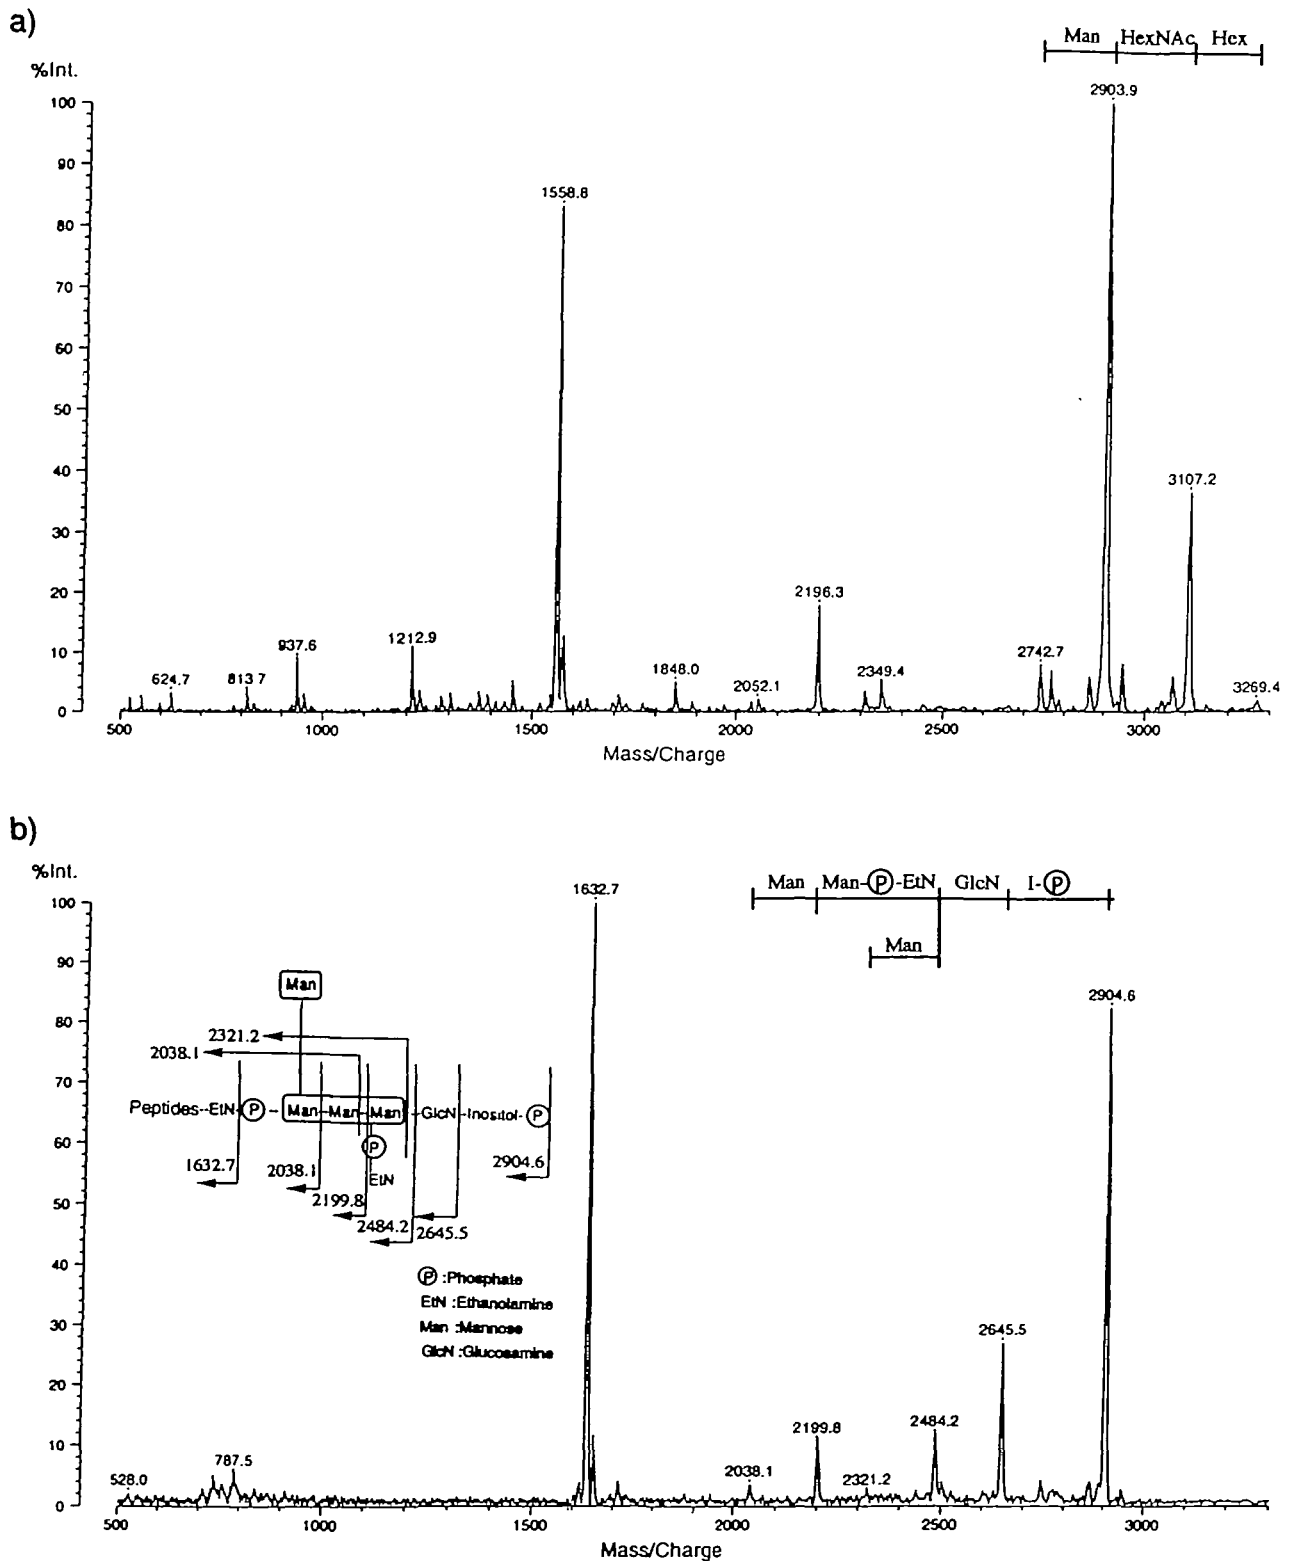 a)
Man HexNAc Hex
%Int.
2903.9
100
90
1558.8
80
70
60
50
40
3107.2
30
20
2196.3
10
937.6
1212.9
2742.7
624.7
813.7
1848.0
2052.1
2349.4
3269.4
0
500 1000 1500 2000 2500 3000
Mass/Charge
b)
%Int.
1632.7
Man Man-P-EtN GlcN I-P
Man
100
90
2904.6
Man
80
2321.2
2038.1
70
Peptides--EtN-P-Man-Man-Man-GlcN-Inositol-P
60
P
EtN
1632.7
2038.1
2904.6
50
2199.8
2484.2
2645.5
40
P :Phosphate
EtN :Ethanolamine
Man :Mannose
GlcN :Glucosamine
30
2645.5
20
2199.8
2484.2
10
528.0
787.5
2038.1
2321.2
0
500 1000 1500 2000 2500 3000
Mass/Charge